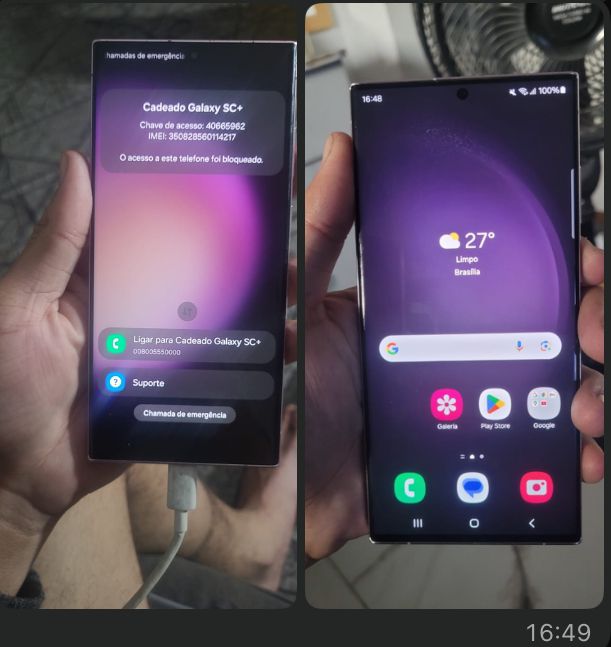 hamadas de emergência
Cadeado Galaxy SC+
Chave de acesso: 40665962
IMEI: 350828560114217
O acesso a este telefone foi bloqueado.
Ligar para Cadeado Galaxy SC+
008005550000
Suporte
Chamada de emergência
16:48
100%
27°
Limpo
Brasília
G
Galeria
Play Store
Google
16:49